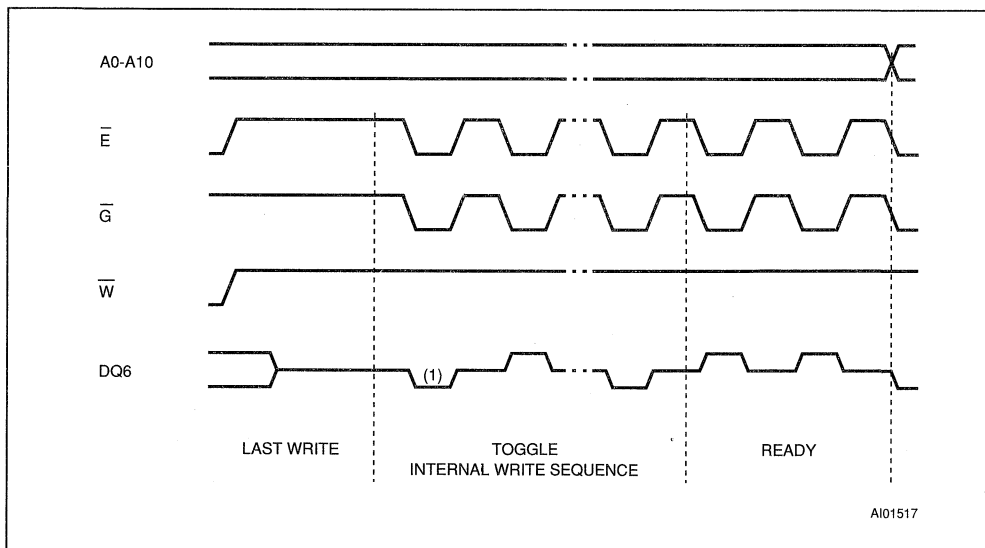 A0-A10
E
G
W
DQ6
(1)
LAST WRITE
TOGGLE
INTERNAL WRITE SEQUENCE
READY
AI01517